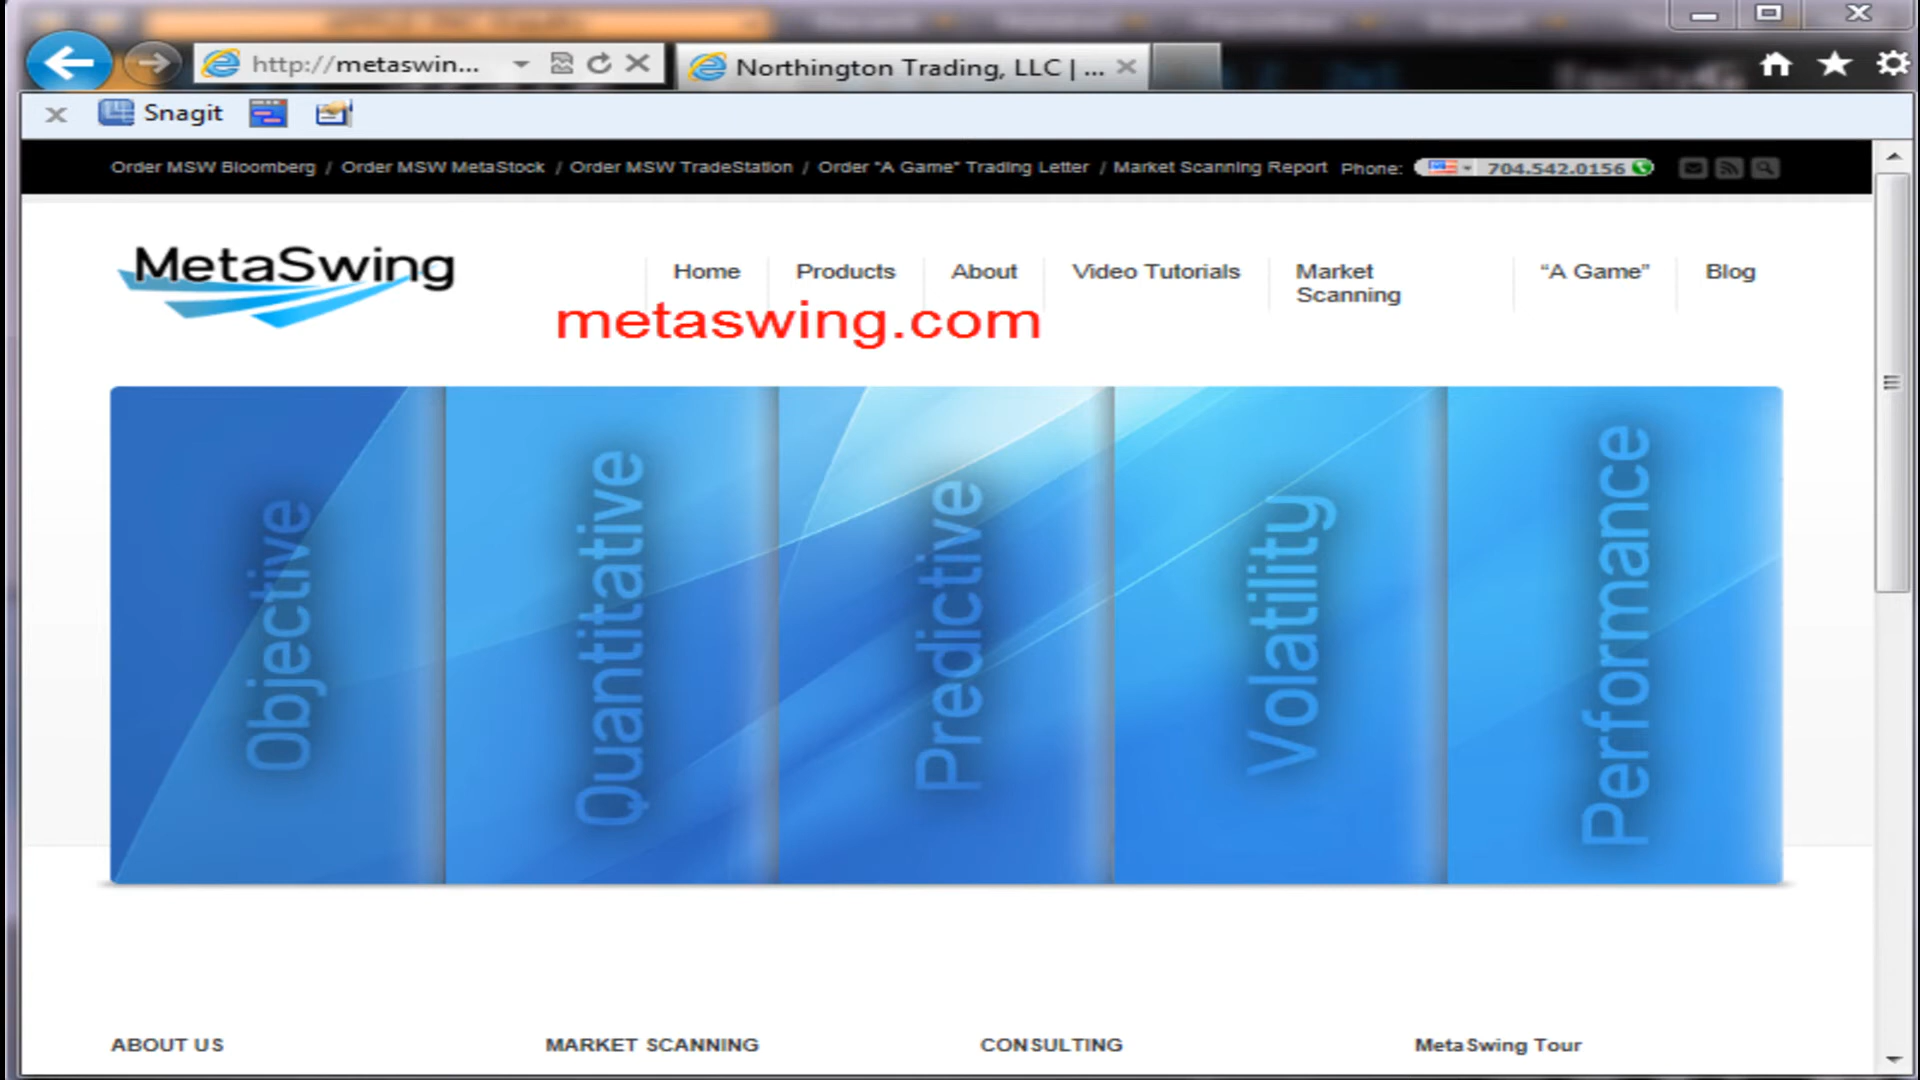 http://metaswin...
Northington Trading, LLC | ...
Snagit
Order MSW Bloomberg / Order MSW MetaStock / Order MSW TradeStation / Order "A Game" Trading Letter / Market Scanning Report Phone: 704.542.0156
MetaSwing
Home Products About Video Tutorials Market Scanning "A Game" Blog
metaswing.com
Objective
Quantitative
Predictive
Volatility
Performance
ABOUT US MARKET SCANNING CONSULTING MetaSwing Tour